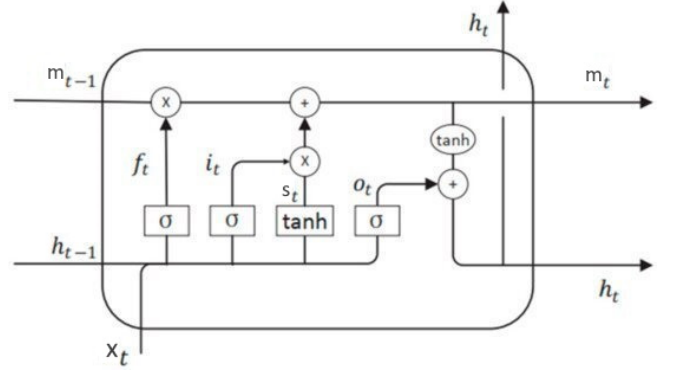 h_t
m_{t−1}
m_t
x
+
tanh
f_t
i_t
x
s_t
o_t
+
σ
σ
tanh
σ
h_{t−1}
h_t
x_t